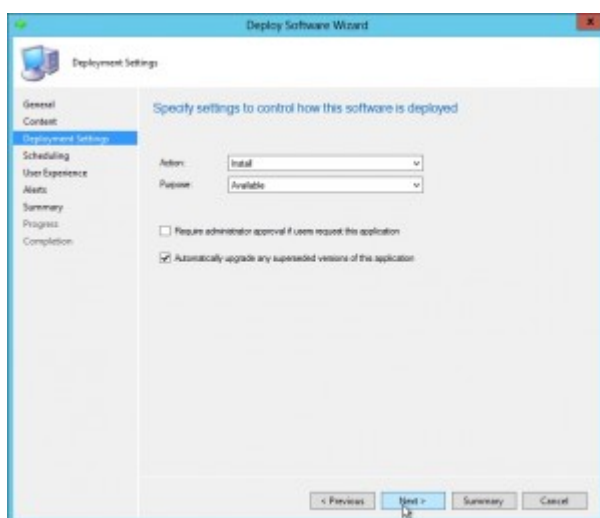 Deploy Software Wizard
x
Deployment Settings
General
Content
Deployment Settings
Scheduling
User Experience
Alerts
Summary
Progress
Completion
Specify settings to control how this software is deployed
Action: Install
Purpose: Available
Require administrator approval if users request this application
Automatically upgrade any superseded versions of this application
< Previous Next > Summary Cancel